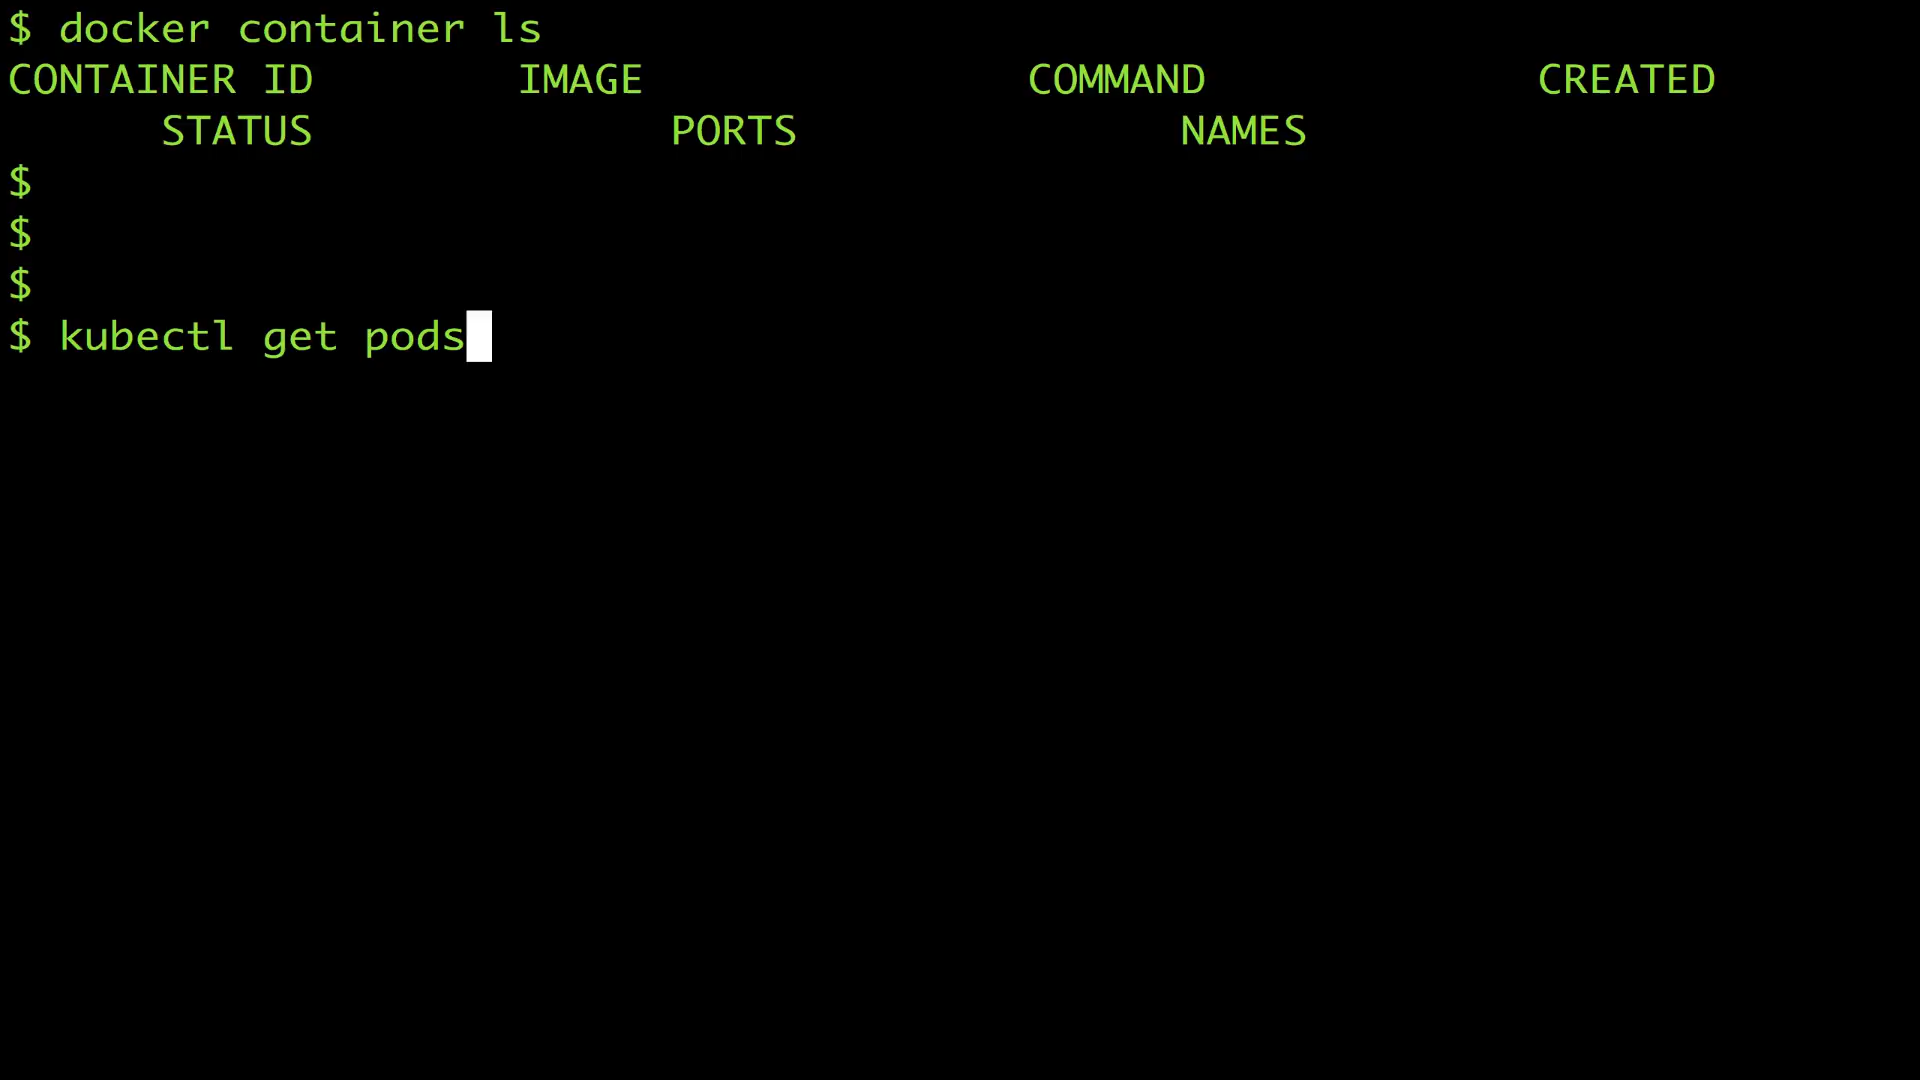 $ docker container ls
CONTAINER ID        IMAGE               COMMAND             CREATED
      STATUS              PORTS               NAMES
$
$
$
$ kubectl get pods